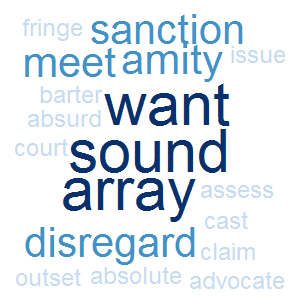 fringe sanction
meet amity issue
barter want
absurd
court sound
array assess
cast
disregard claim
outset absolute advocate